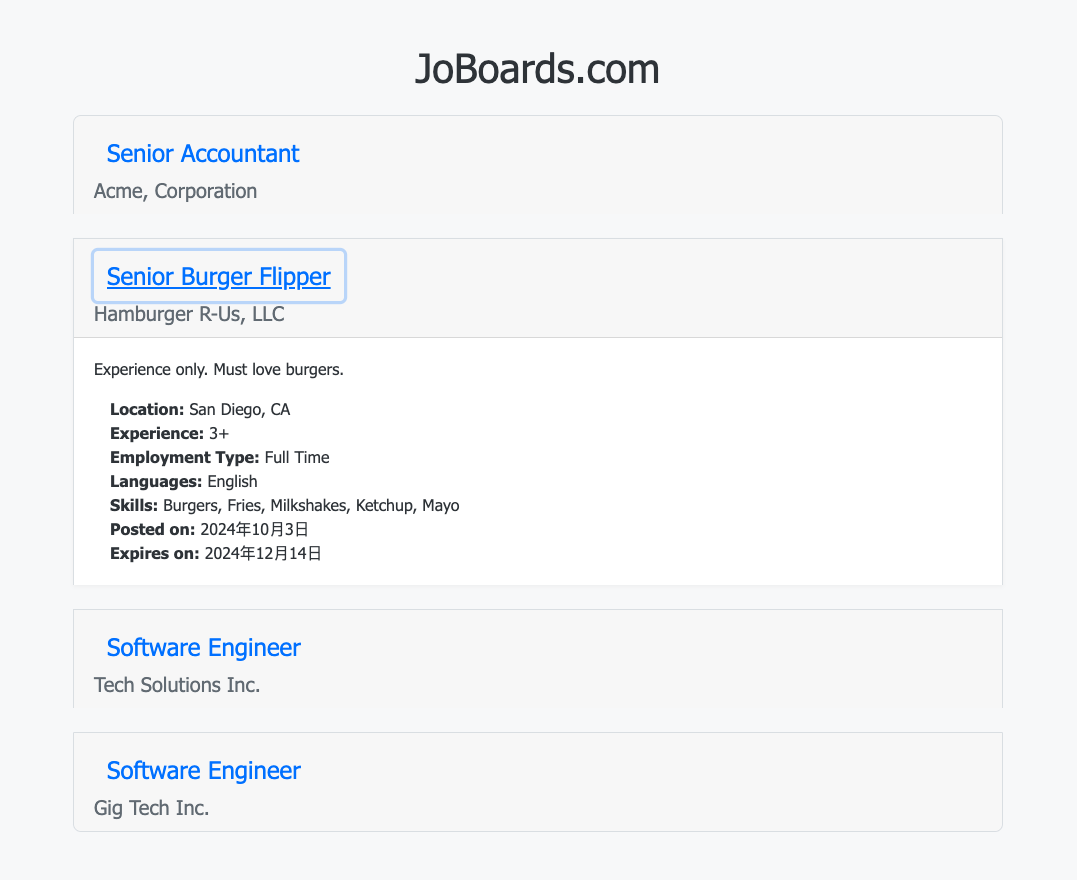 JoBoards.com
Senior Accountant
Acme, Corporation
Senior Burger Flipper
Hamburger R-Us, LLC
Experience only. Must love burgers.
Location: San Diego, CA
Experience: 3+
Employment Type: Full Time
Languages: English
Skills: Burgers, Fries, Milkshakes, Ketchup, Mayo
Posted on: 2024年10月3日
Expires on: 2024年12月14日
Software Engineer
Tech Solutions Inc.
Software Engineer
Gig Tech Inc.